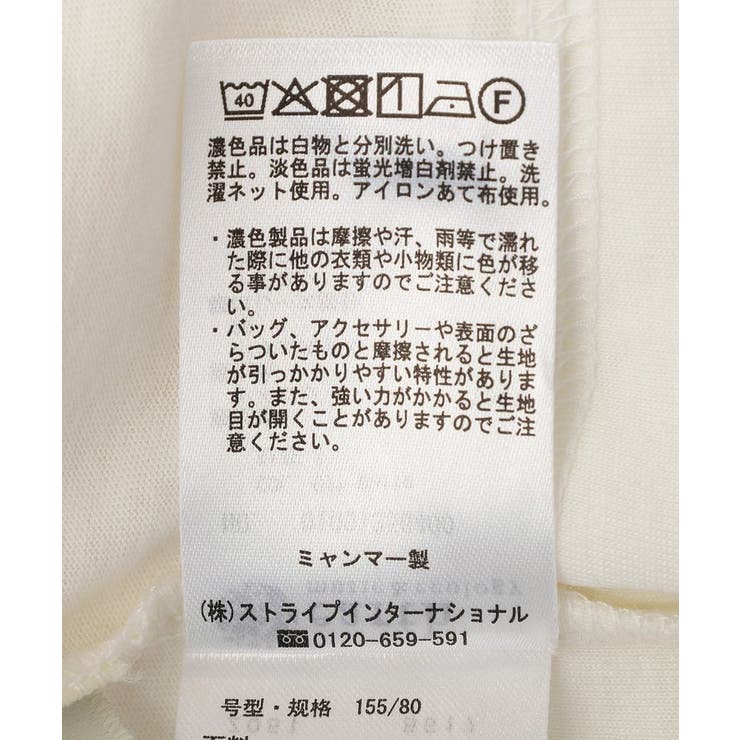 40 F
濃色品は白物と分別洗い。つけ置き
禁止。淡色品は蛍光増白剤禁止。洗
濯ネット使用。アイロンあて布使用。
・濃色製品は摩擦や汗、雨等で濡れ
た際に他の衣類や小物類に色が移
る事がありますのでご注意くださ
い。
・バッグ、アクセサリーや表面のざ
らついたものと摩擦されると生地
が引っかかりやすい特性がありま
す。また、強い力がかかると生地
目が開くことがありますのでご注
意ください。
ミャンマー製
(株)ストライプインターナショナル
0120-659-591
号型・规格 155/80